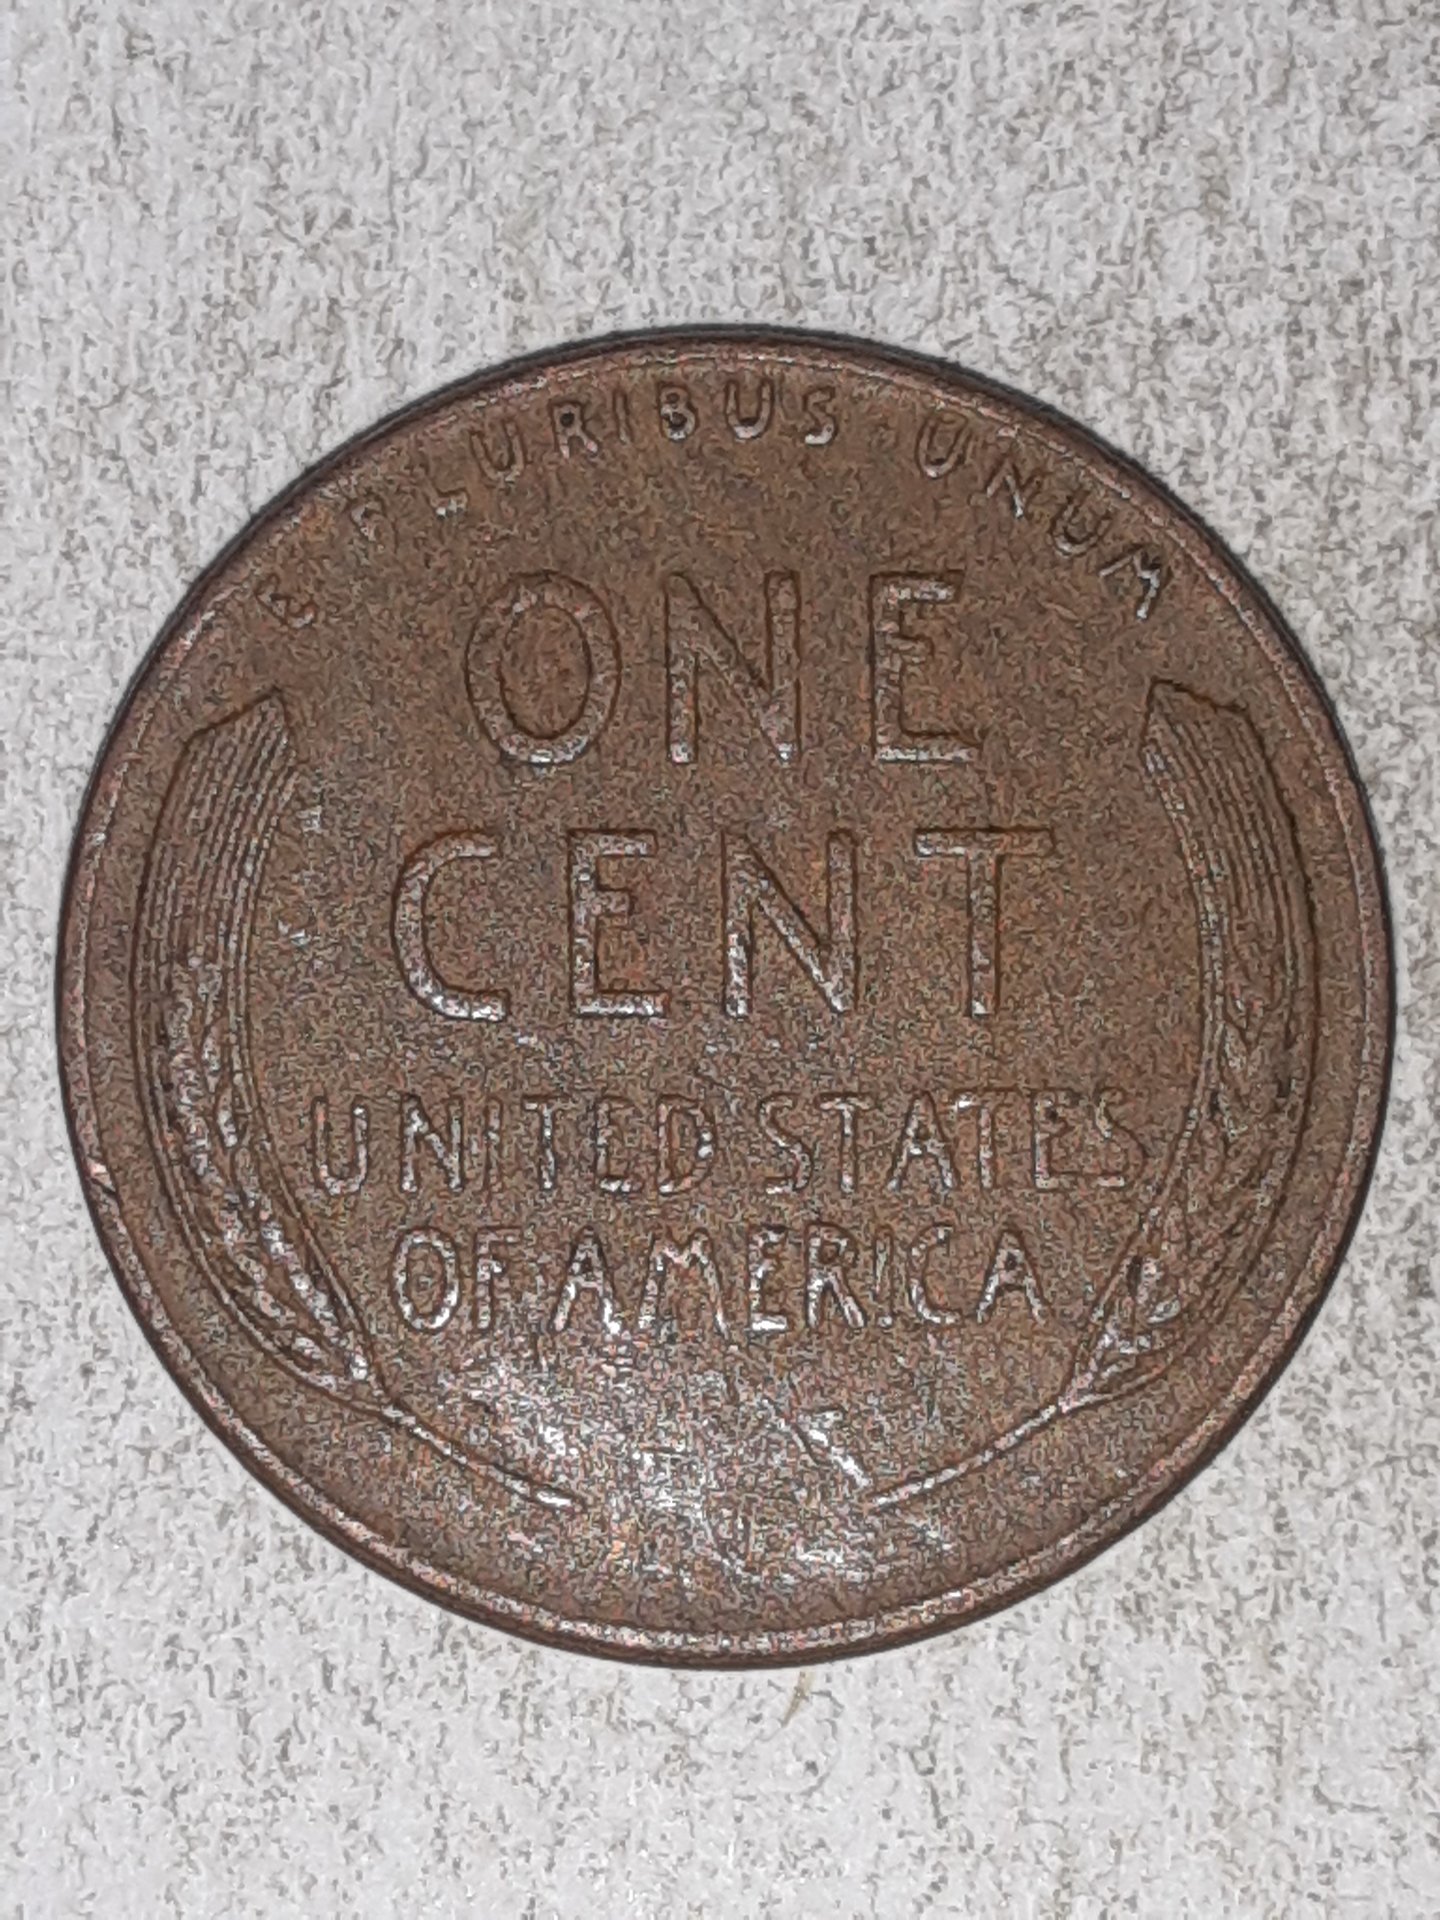 E PLURIBUS · UNUM
ONE
CENT
UNITED STATES
OF AMERICA